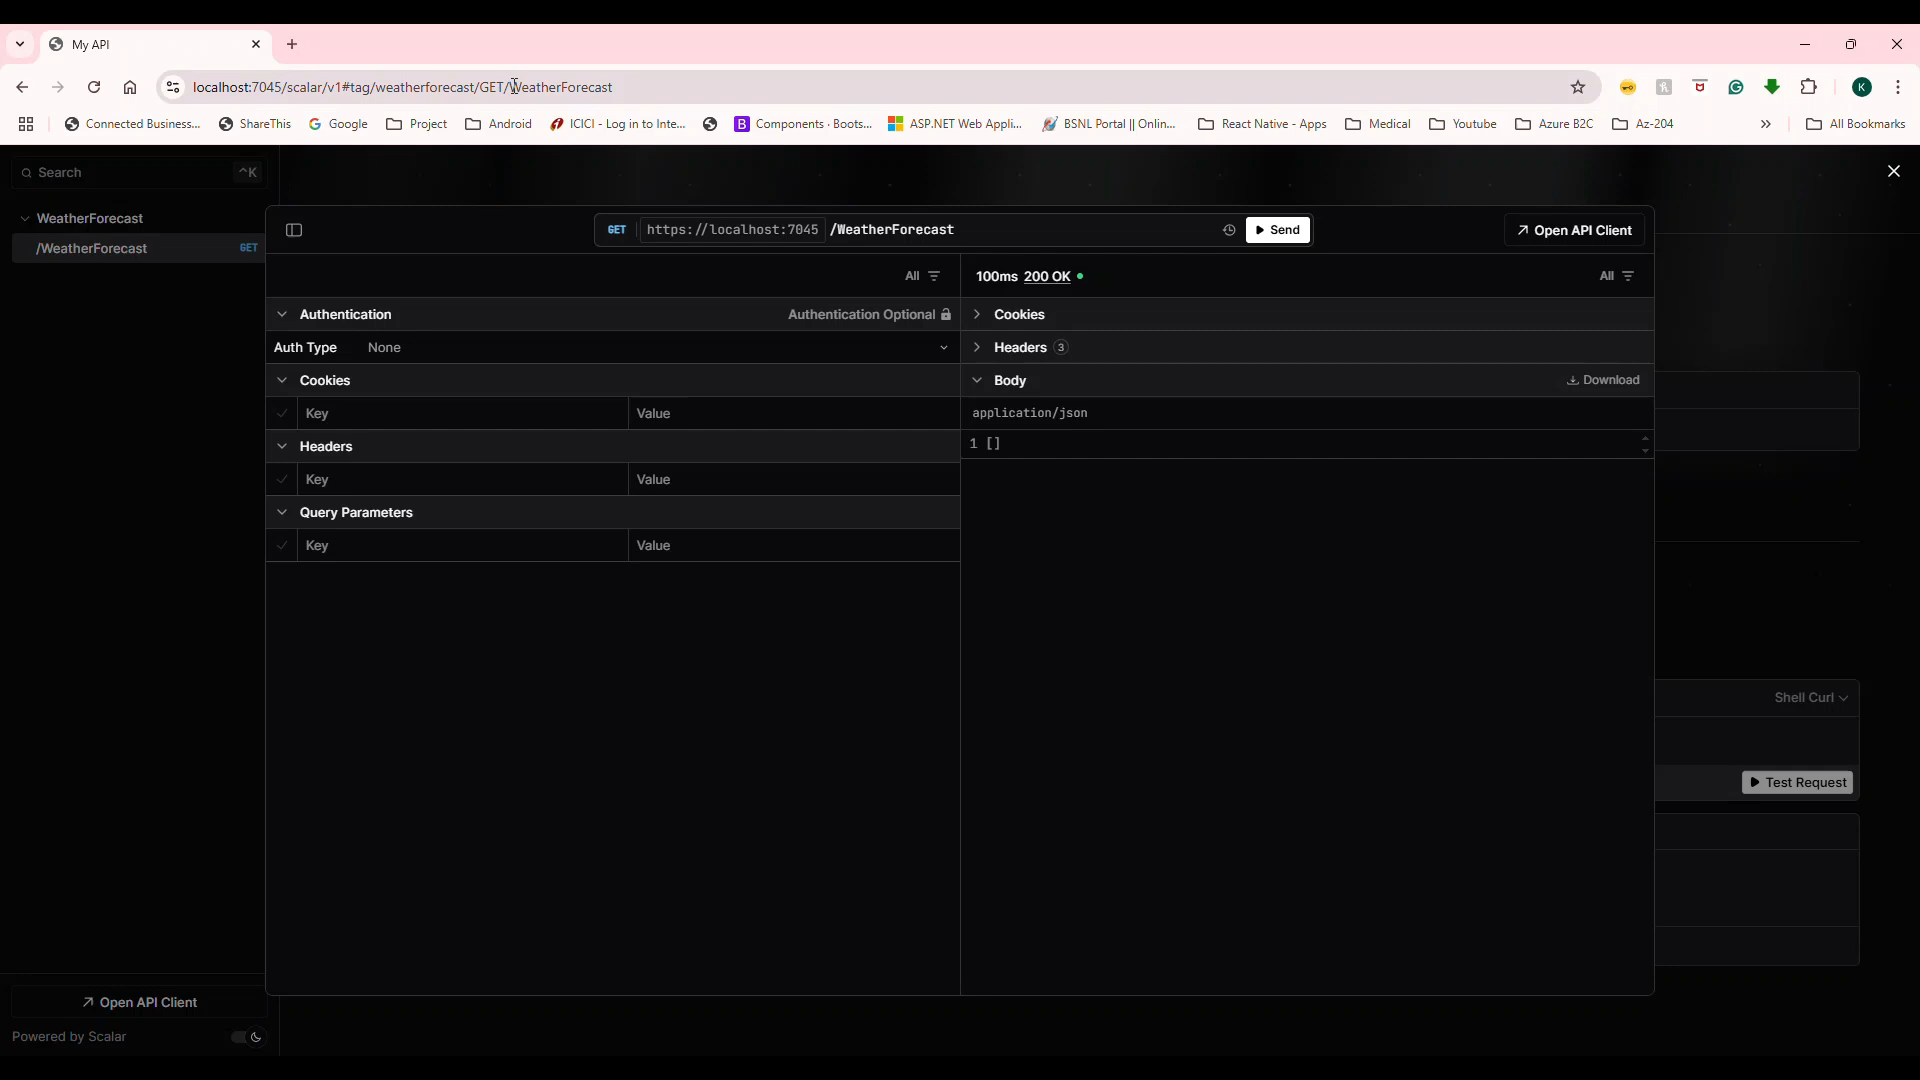 My API
localhost:7045/scalar/v1#tag/weatherforecast/GET/WeatherForecast
K
Connected Business...
ShareThis
Google
Project
Android
ICICI - Log in to Inte...
B
Components · Boots...
ASP.NET Web Appli...
BSNL Portal || Onlin...
React Native - Apps
Medical
Youtube
Azure B2C
Az-204
»
All Bookmarks
Search
^K
WeatherForecast
/WeatherForecast GET
GET https://localhost:7045 /WeatherForecast
Send
Open API Client
All
100ms 200 OK
All
Authentication
Authentication Optional
Auth Type None
Cookies
Key Value
Headers
Key Value
Query Parameters
Key Value
Cookies
Headers 3
Body
Download
application/json
1 []
Shell Curl
Test Request
Open API Client
Powered by Scalar